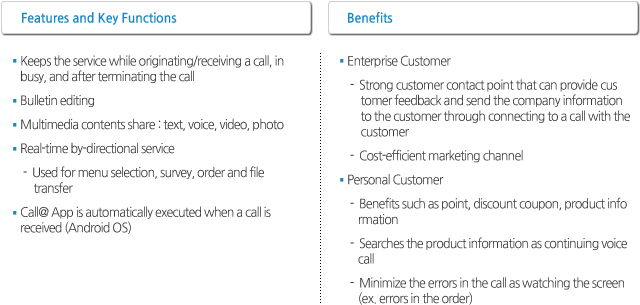 Features and Key Functions
▪ Keeps the service while originating/receiving a call, in
busy, and after terminating the call
▪ Bulletin editing
▪ Multimedia contents share : text, voice, video, photo
▪ Real-time by-directional service
- Used for menu selection, survey, order and file
transfer
▪ Call@ App is automatically executed when a call is
received (Android OS)
Benefits
▪ Enterprise Customer
- Strong customer contact point that can provide cus
tomer feedback and send the company information
to the customer through connecting to a call with the
customer
- Cost-efficient marketing channel
▪ Personal Customer
- Benefits such as point, discount coupon, product info
rmation
- Searches the product information as continuing voice
call
- Minimize the errors in the call as watching the screen
(ex. errors in the order)